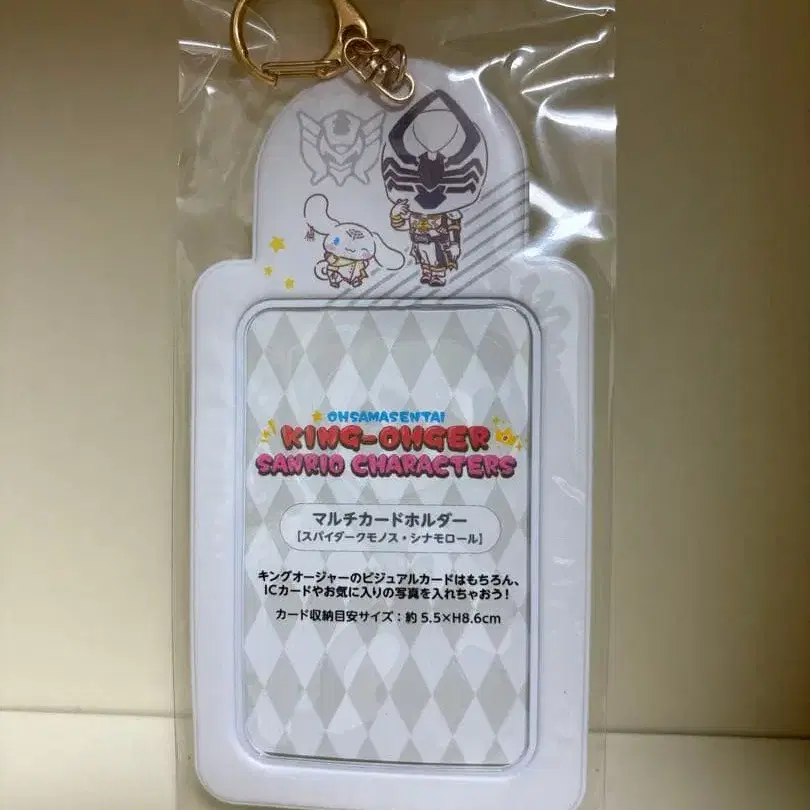 OHSAMASENTAI
KING-OHGER
SANRIO CHARACTERS
マルチカードホルダー
[スパイダークモノス・シナモロール]
キングオージャーのビジュアルカードはもちろん、
ICカードやお気に入りの写真を入れちゃおう!
カード収納目安サイズ:約 5.5×H8.6cm